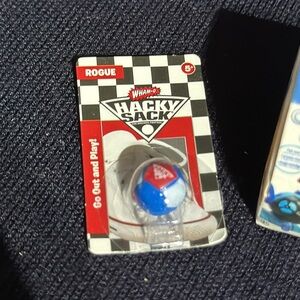 ROGUE
5+
WHAM-O
HACKY
SACK
Go Out and Play!